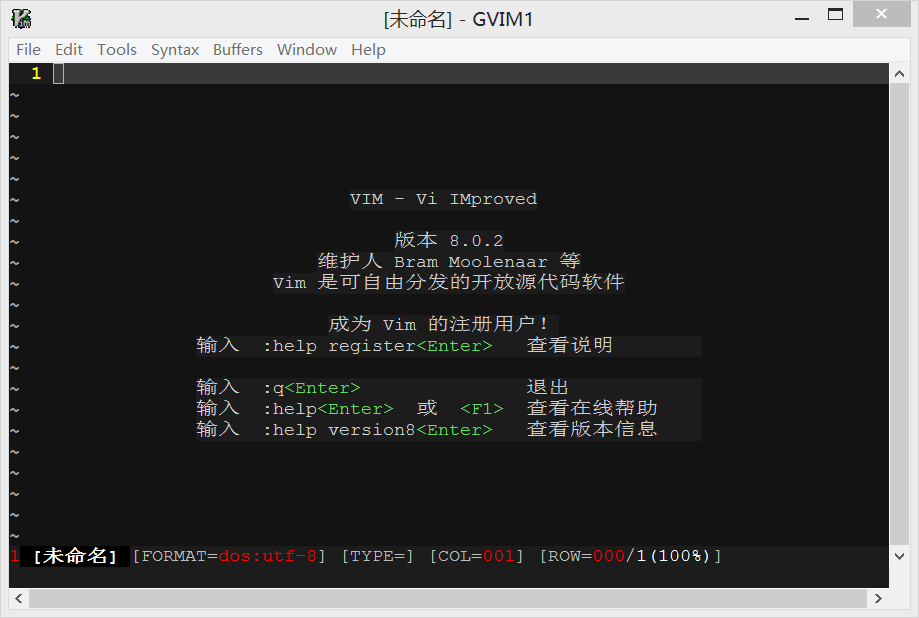 [未命名] - GVIM1
File Edit Tools Syntax Buffers Window Help
1
~
~
~
~
~
~
VIM - Vi IMproved
~
~
版本 8.0.2
~
维护人 Bram Moolenaar 等
~
Vim 是可自由分发的开放源代码软件
~
~
成为 Vim 的注册用户!
~
输入 :help register<Enter> 查看说明
~
~
输入 :q<Enter> 退出
~
输入 :help<Enter> 或 <F1> 查看在线帮助
~
输入 :help version8<Enter> 查看版本信息
~
~
~
~
~
1 [未命名] [FORMAT=dos:utf-8] [TYPE=] [COL=001] [ROW=000/1(100%)]